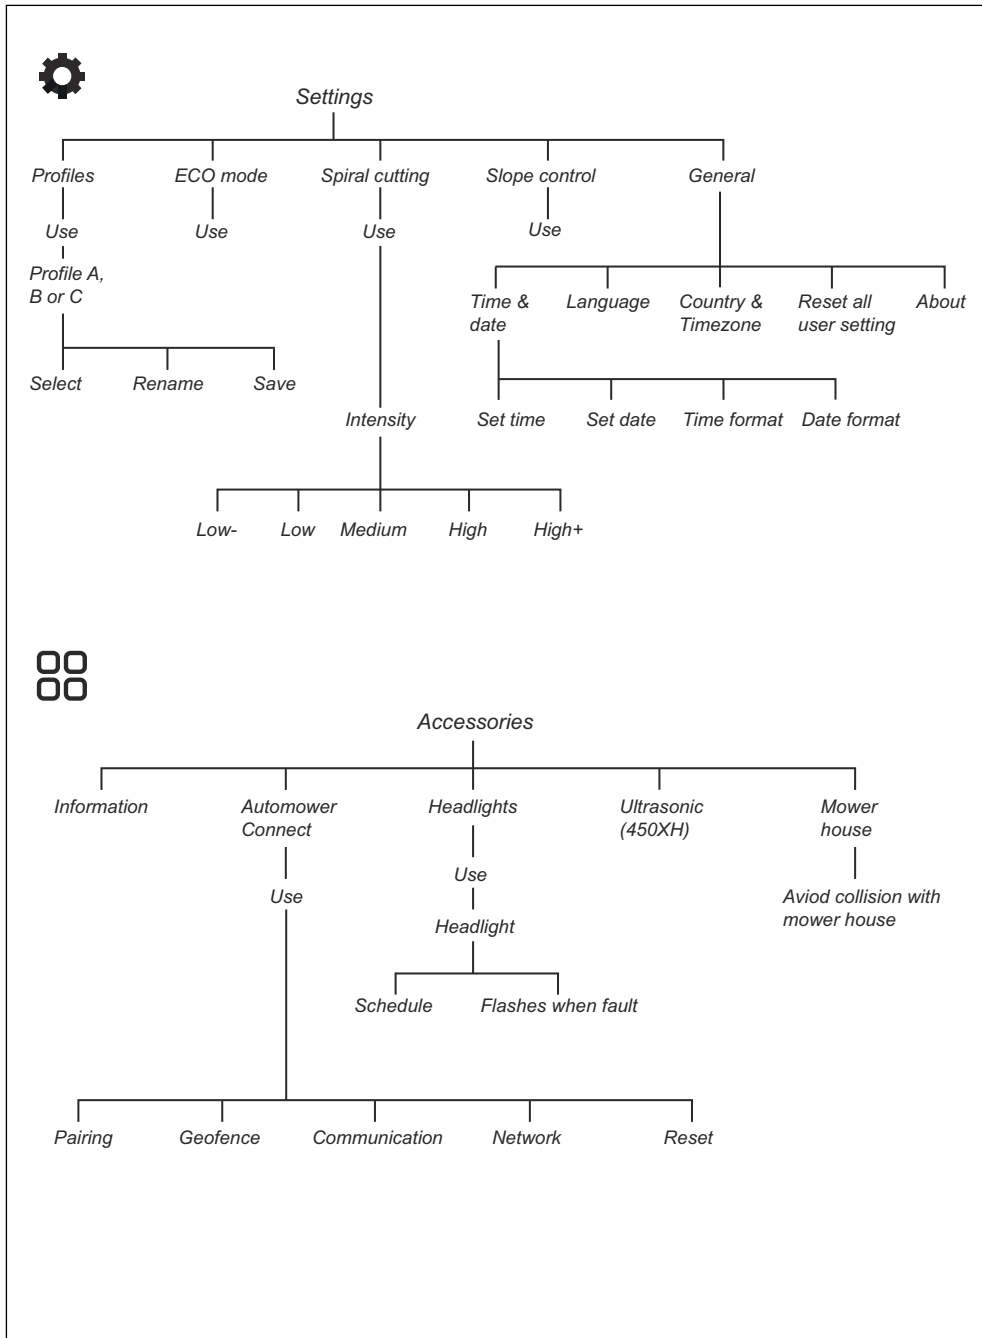 Settings
Profiles ECO mode Spiral cutting Slope control General
Use Use Use Use
Profile A,
B or C
Time &
date
Language
Country &
Timezone
Reset all
user setting
About
Select Rename Save
Set time Set date Time format Date format
Intensity
Low- Low Medium High High+
Accessories
Information
Automower
Connect
Headlights
Ultrasonic
(450XH)
Mower
house
Use
Use
Aviod collision with
mower house
Headlight
Schedule Flashes when fault
Pairing Geofence Communication Network Reset